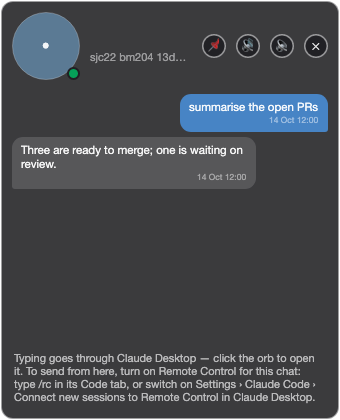 sjc22 bm204 13d...
summarise the open PRs
14 Oct 12:00
Three are ready to merge; one is waiting on
review.
14 Oct 12:00
Typing goes through Claude Desktop — click the orb to open
it. To send from here, turn on Remote Control for this chat:
type /rc in its Code tab, or switch on Settings › Claude Code ›
Connect new sessions to Remote Control in Claude Desktop.